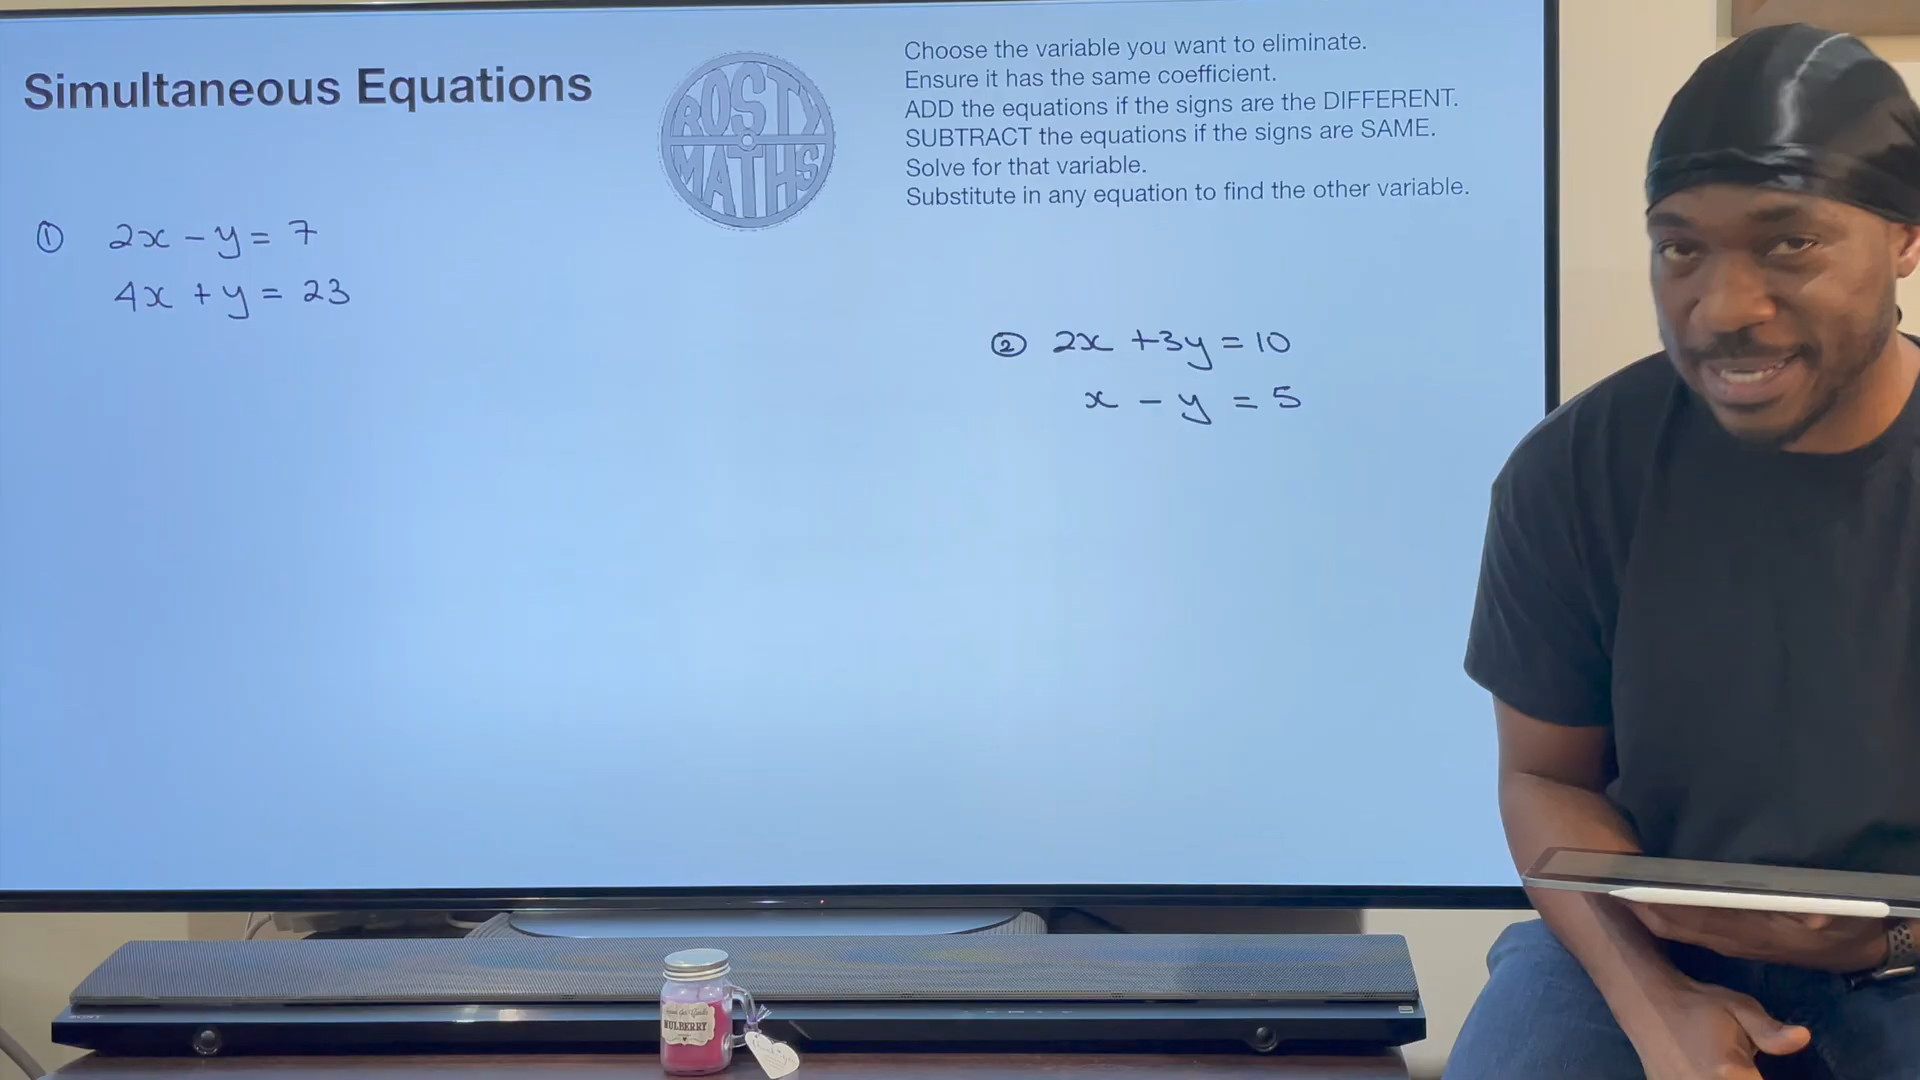 Simultaneous Equations
ROSTY
MATHS
Choose the variable you want to eliminate.
Ensure it has the same coefficient.
ADD the equations if the signs are the DIFFERENT.
SUBTRACT the equations if the signs are SAME.
Solve for that variable.
Substitute in any equation to find the other variable.
① 2x - y = 7
4x + y = 23
② 2x + 3y = 10
x - y = 5
SONY
MULBERRY